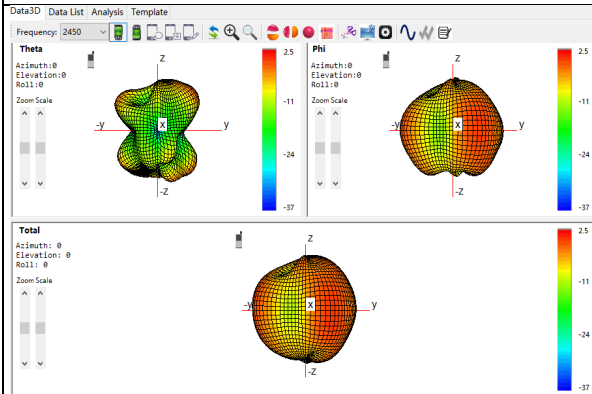 Data3D Data List Analysis Template
Frequency: 2450
Theta
Azimuth:0
Elevation:0
Roll:0
Zoom Scale
Z
-y
x
y
-Z
2.5
-11
-24
-37
Phi
Azimuth:0
Elevation:0
Roll:0
Zoom Scale
Z
-y
x
y
-Z
2.5
-11
-24
-37
Total
Azimuth: 0
Elevation: 0
Roll: 0
Zoom Scale
Z
-y
x
y
-Z
2.5
-11
-24
-37